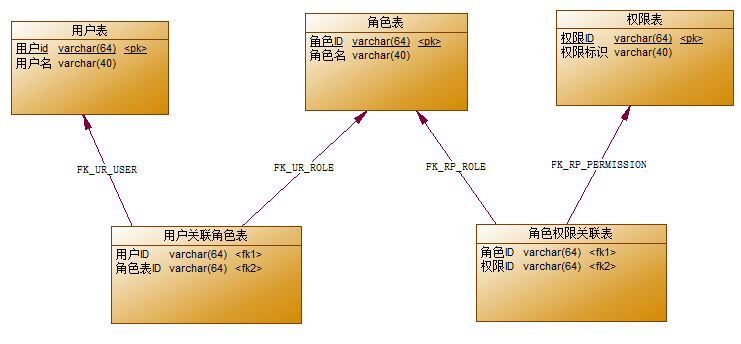 用户表
用户id varchar(64) <pk>
用户名 varchar(40)
角色表
角色ID varchar(64) <pk>
角色名 varchar(40)
权限表
权限ID varchar(64) <pk>
权限标识 varchar(40)
FK_UR_USER
FK_UR_ROLE
FK_RP_ROLE
FK_RP_PERMISSION
用户关联角色表
用户ID varchar(64) <fk1>
角色表ID varchar(64) <fk2>
角色权限关联表
角色ID varchar(64) <fk1>
权限ID varchar(64) <fk2>